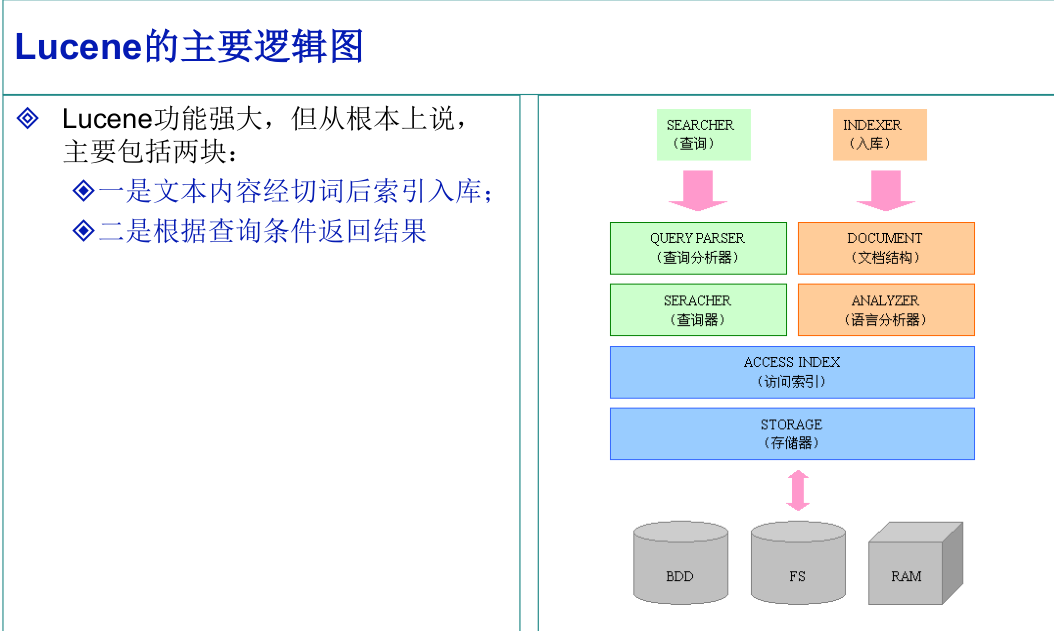 Lucene的主要逻辑图
Lucene功能强大，但从根本上说，
主要包括两块：
一是文本内容经切词后索引入库；
二是根据查询条件返回结果
SEARCHER
（查询）
INDEXER
（入库）
QUERY PARSER
（查询分析器）
DOCUMENT
（文档结构）
SERACHER
（查询器）
ANALYZER
（语言分析器）
ACCESS INDEX
（访问索引）
STORAGE
（存储器）
BDD
FS
RAM